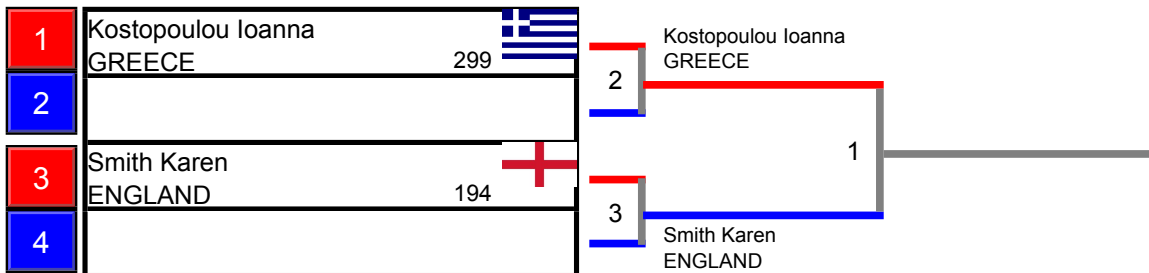 1
Kostopoulou Ioanna
GREECE 299
2
3
Smith Karen
ENGLAND 194
4
2
3
Kostopoulou Ioanna
GREECE
Smith Karen
ENGLAND
1